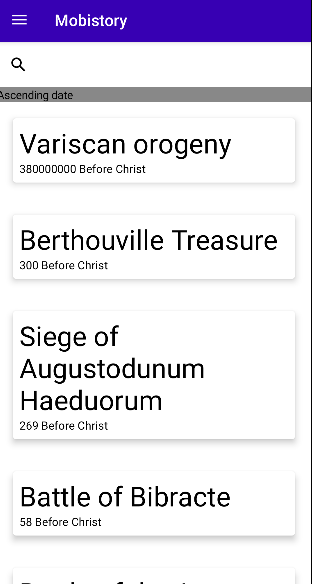 Mobistory
Ascending date
Variscan orogeny
380000000 Before Christ
Berthouville Treasure
300 Before Christ
Siege of
Augustodunum
Haeduorum
269 Before Christ
Battle of Bibracte
58 Before Christ